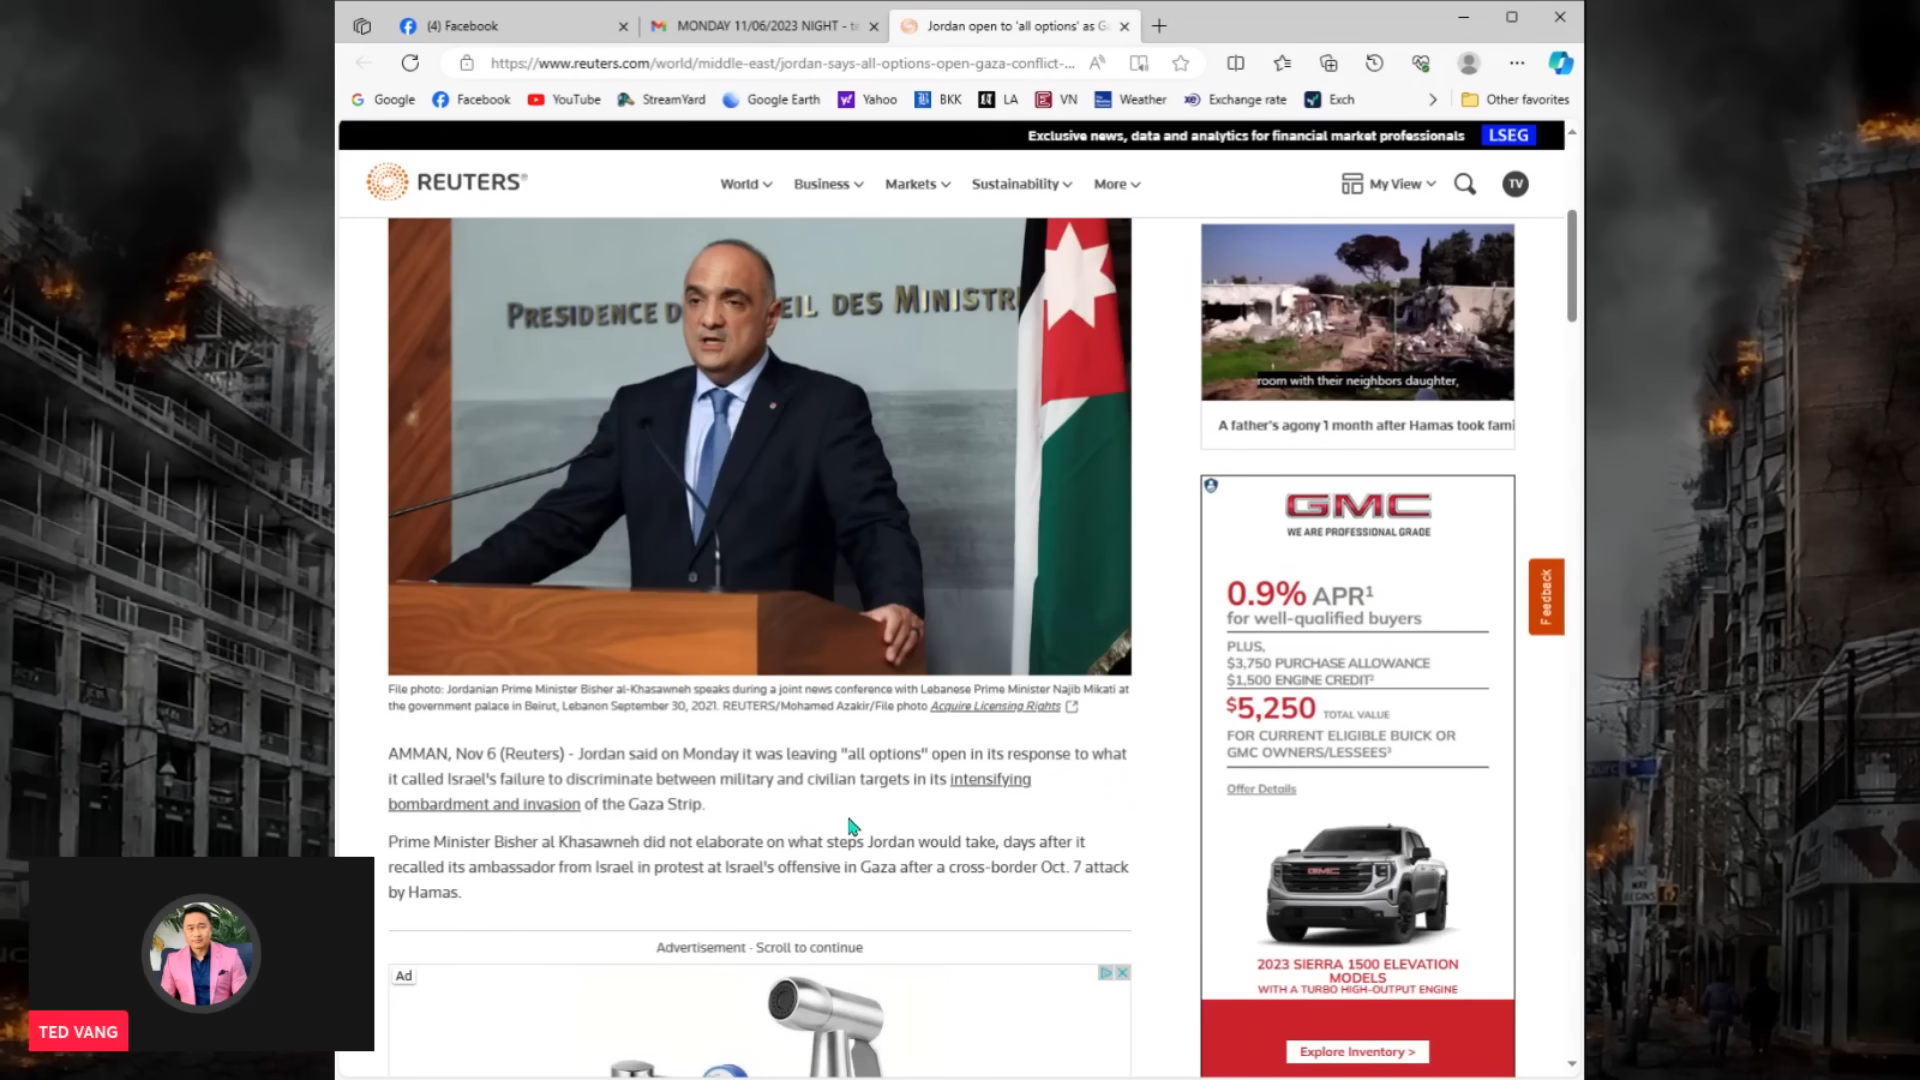 (4) Facebook
MONDAY 11/06/2023 NIGHT - te
Jordan open to 'all options' as Ga
https://www.reuters.com/world/middle-east/jordan-says-all-options-open-gaza-conflict-...
Google
Facebook
YouTube
StreamYard
Google Earth
Yahoo
BKK
LA
VN
Weather
Exchange rate
Exch
Other favorites
Exclusive news, data and analytics for financial market professionals
LSEG
REUTERS®
World
Business
Markets
Sustainability
More
My View
TV
PRESIDENCE D EIL DES MINISTR
room with their neighbors daughter,
A father's agony 1 month after Hamas took fami
File photo: Jordanian Prime Minister Bisher al-Khasawneh speaks during a joint news conference with Lebanese Prime Minister Najib Mikati at
the government palace in Beirut, Lebanon September 30, 2021. REUTERS/Mohamed Azakir/File photo Acquire Licensing Rights
AMMAN, Nov 6 (Reuters) - Jordan said on Monday it was leaving "all options" open in its response to what
it called Israel's failure to discriminate between military and civilian targets in its intensifying
bombardment and invasion of the Gaza Strip.
Prime Minister Bisher al Khasawneh did not elaborate on what steps Jordan would take, days after it
recalled its ambassador from Israel in protest at Israel's offensive in Gaza after a cross-border Oct. 7 attack
by Hamas.
Advertisement · Scroll to continue
Ad
GMC
WE ARE PROFESSIONAL GRADE
0.9% APR¹
for well-qualified buyers
PLUS,
$3,750 PURCHASE ALLOWANCE
$1,500 ENGINE CREDIT²
$5,250 TOTAL VALUE
FOR CURRENT ELIGIBLE BUICK OR
GMC OWNERS/LESSEES³
Offer Details
GMC
2023 SIERRA 1500 ELEVATION
MODELS
WITH A TURBO HIGH-OUTPUT ENGINE
Explore Inventory >
Feedback
TED VANG